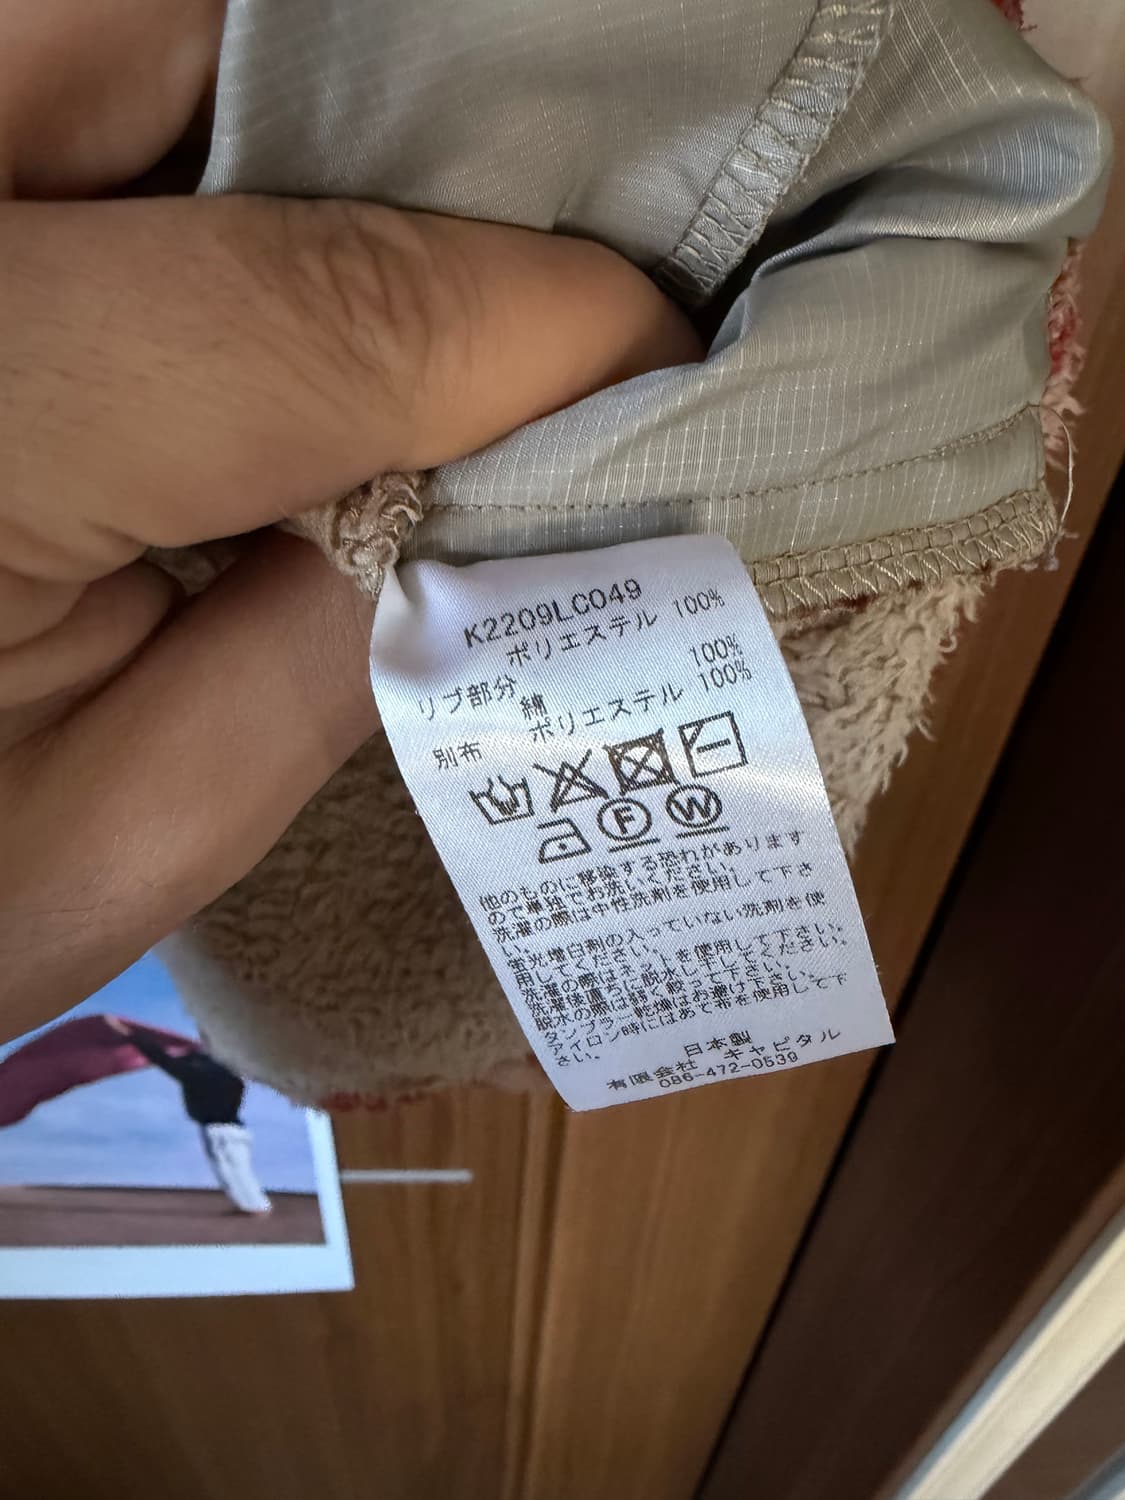 K2209LC049
ポリエステル 100%
リブ部分
綿 100%
別布 ポリエステル 100%
F W
他のものに移染する恐れがあります
ので単独でお洗いください。
洗濯の際は中性洗剤を使用して下さ
い。
蛍光増白剤の入っていない洗剤を使
用してください。
洗濯の際はネットを使用して下さい。
洗濯後直ちに脱水し干してください。
脱水の際は弱く絞って下さい。
タンブラー乾燥はお避け下さい。
アイロン時にはあて布を使用して下
さい。
日本製
有限会社 キャピタル
086-472-0539